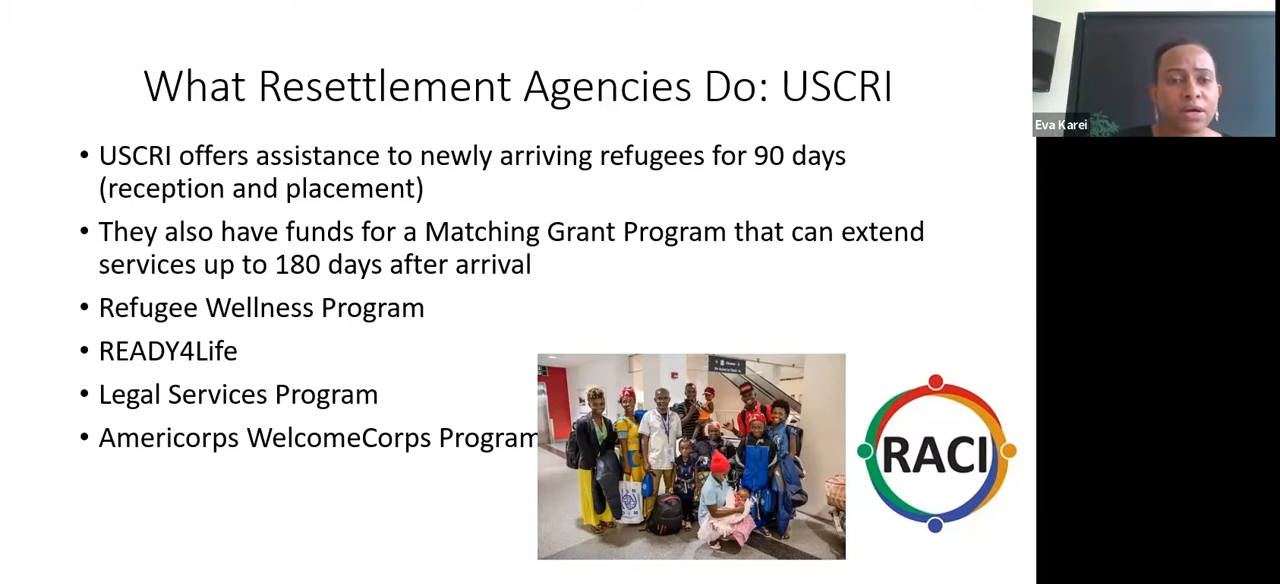 What Resettlement Agencies Do: USCRI
• USCRI offers assistance to newly arriving refugees for 90 days
(reception and placement)
• They also have funds for a Matching Grant Program that can extend
services up to 180 days after arrival
• Refugee Wellness Program
• READY4Life
• Legal Services Program
• Americorps WelcomeCorps Program
RACI
Eva Karei